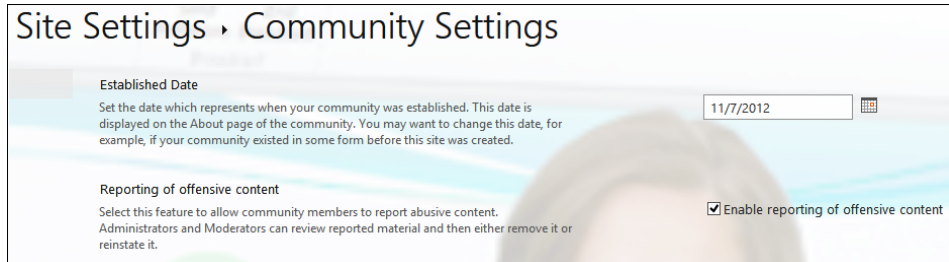 Site Settings ▸ Community Settings
Established Date
Set the date which represents when your community was established. This date is
displayed on the About page of the community. You may want to change this date, for
example, if your community existed in some form before this site was created.
11/7/2012
Reporting of offensive content
Select this feature to allow community members to report abusive content.
Administrators and Moderators can review reported material and then either remove it or
reinstate it.
Enable reporting of offensive content